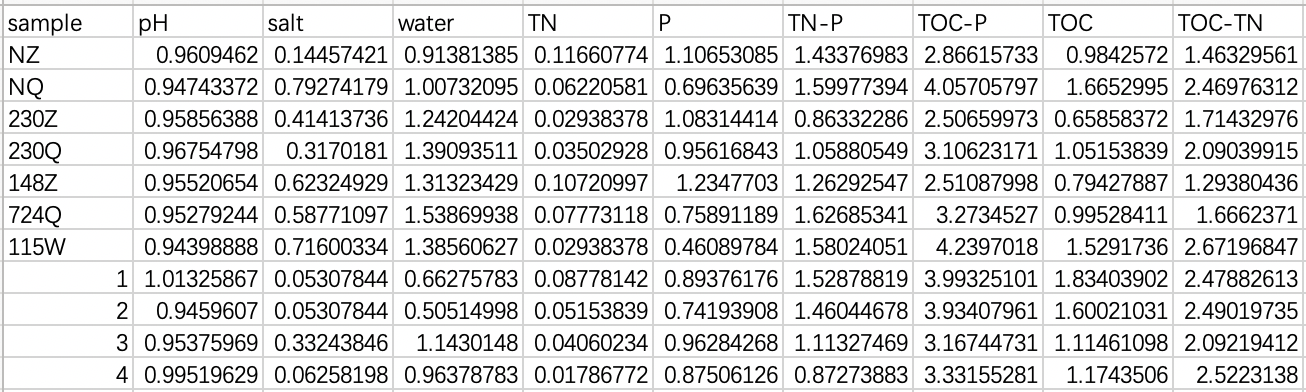 sample pH salt water TN P TN-P TOC-P TOC TOC-TN
NZ 0.9609462 0.14457421 0.91381385 0.11660774 1.10653085 1.43376983 2.86615733 0.9842572 1.46329561
NQ 0.94743372 0.79274179 1.00732095 0.06220581 0.69635639 1.59977394 4.05705797 1.6652995 2.46976312
230Z 0.95856388 0.41413736 1.24204424 0.02938378 1.08314414 0.86332286 2.50659973 0.65858372 1.71432976
230Q 0.96754798 0.3170181 1.39093511 0.03502928 0.95616843 1.05880549 3.10623171 1.05153839 2.09039915
148Z 0.95520654 0.62324929 1.31323429 0.10720997 1.2347703 1.26292547 2.51087998 0.79427887 1.29380436
724Q 0.95279244 0.58771097 1.53869938 0.07773118 0.75891189 1.62685341 3.2734527 0.99528411 1.6662371
115W 0.94398888 0.71600334 1.38560627 0.02938378 0.46089784 1.58024051 4.2397018 1.5291736 2.67196847
1 1.01325867 0.05307844 0.66275783 0.08778142 0.89376176 1.52878819 3.99325101 1.83403902 2.47882613
2 0.9459607 0.05307844 0.50514998 0.05153839 0.74193908 1.46044678 3.93407961 1.60021031 2.49019735
3 0.95375969 0.33243846 1.1430148 0.04060234 0.96284268 1.11327469 3.16744731 1.11461098 2.09219412
4 0.99519629 0.06258198 0.96378783 0.01786772 0.87506126 0.87273883 3.33155281 1.1743506 2.5223138